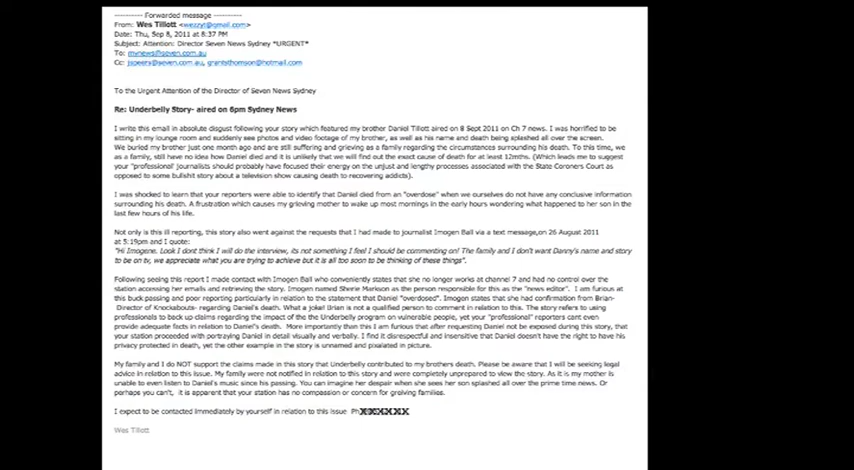 ---------- Forwarded message ----------
From: Wes Tillott <wezzyt@gmail.com>
Date: Thu, Sep 8, 2011 at 8:37 PM
Subject: Attention: Director Seven News Sydney *URGENT*
To: mynews@seven.com.au
Cc: jspeers@seven.com.au, grantsthomson@hotmail.com
To the Urgent Attention of the Director of Seven News Sydney
Re: Underbelly Story- aired on 6pm Sydney News
I write this email in absolute disgust following your story which featured my brother Daniel Tillott aired on 8 Sept 2011 on Ch 7 news. I was horrified to be
sitting in my lounge room and suddenly see photos and video footage of my brother, as well as his name and death being splashed all over the screen.
We buried my brother just one month ago and are still suffering and grieving as a family regarding the circumstances surrounding his death. To this time, we
as a family, still have no idea how Daniel died and it is unlikely that we will find out the exact cause of death for at least 12mths. (Which leads me to suggest
your "professional" journalists should probably have focused their energy on the unjust and lengthy processes associated with the State Coroners Court as
opposed to some bullshit story about a television show causing death to recovering addicts).
I was shocked to learn that your reporters were able to identify that Daniel died from an "overdose" when we ourselves do not have any conclusive information
surrounding his death. A frustration which causes my grieving mother to wake up most mornings in the early hours wondering what happened to her son in the
last few hours of his life.
Not only is this ill reporting, this story also went against the requests that I had made to journalist Imogen Ball via a text message,on 26 August 2011
at 5:19pm and I quote:
"Hi Imogene. Look I dont think I will do the interview, its not something I feel I should be commenting on! The family and I don't want Danny's name and story
to be on tv, we appreciate what you are trying to achieve but it is all too soon to be thinking of these things".
Following seeing this report I made contact with Imogen Ball who conveniently states that she no longer works at channel 7 and had no control over the
station accessing her emails and retrieving the story. Imogen named Sherie Markson as the person responsible for this as the "news editor". I am furious at
this buck passing and poor reporting particularly in relation to the statement that Daniel "overdosed". Imogen states that she had confirmation from Brian-
Director of Knockabouts- regarding Daniel's death. What a joke! Brian is not a qualified person to comment in relation to this. The story refers to using
professionals to back up claims regarding the impact of the the Underbelly program on vulnerable people, yet your "professional" reporters cant even
provide adequate facts in relation to Daniel's death. More importantly than this I am furious that after requesting Daniel not be exposed during this story, that
your station proceeded with portraying Daniel in detail visually and verbally. I find it disrespectful and insensitive that Daniel doesn't have the right to have his
privacy protected in death, yet the other example in the story is unnamed and pixalated in picture.
My family and I do NOT support the claims made in this story that Underbelly contributed to my brothers death. Please be aware that I will be seeking legal
advice in relation to this issue. My family were not notified in relation to this story and were completely unprepared to view the story. As it is my mother is
unable to even listen to Daniel's music since his passing. You can imagine her despair when she sees her son splashed all over the prime time news. Or
perhaps you can't, it is apparent that your station has no compassion or concern for greiving families.
I expect to be contacted immediately by yourself in relation to this issue Ph XXXXXX
Wes Tillott